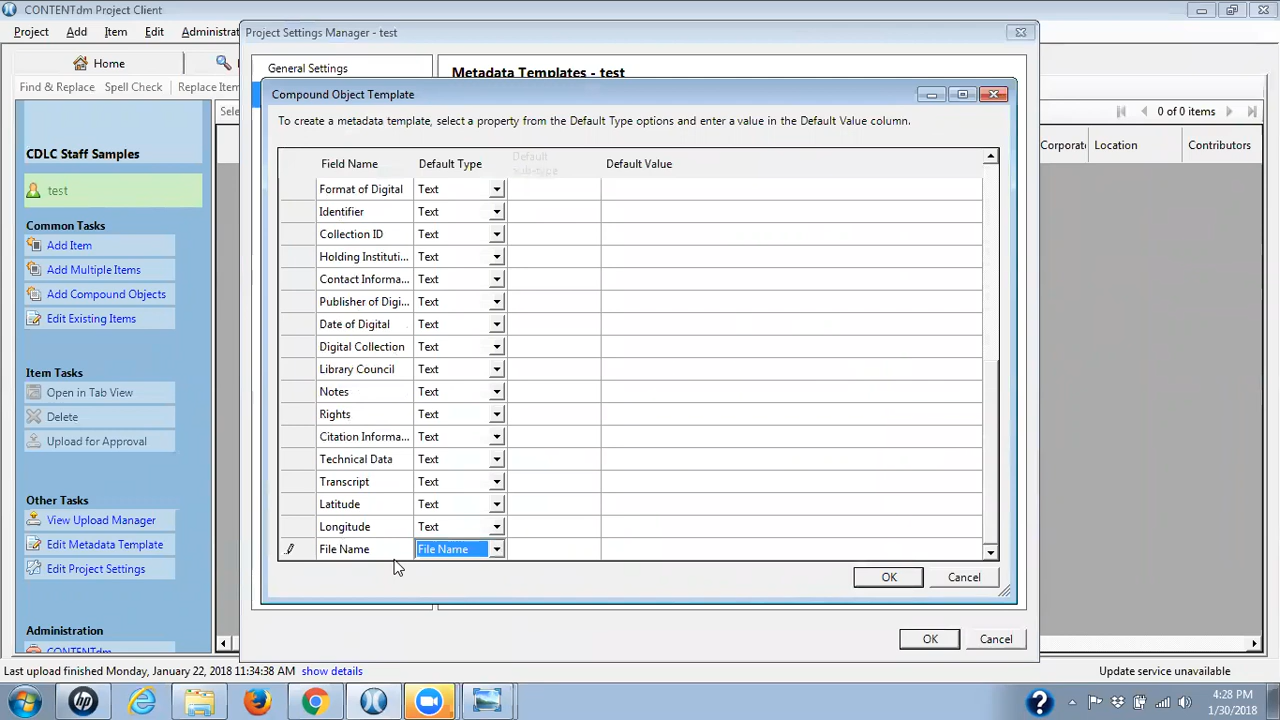 CONTENTdm Project Client
Project Add Item Edit Administrat
Project Settings Manager - test
Home
General Settings
Metadata Templates - test
Find & Replace Spell Check Replace Item
Compound Object Template
To create a metadata template, select a property from the Default Type options and enter a value in the Default Value column.
Sele
0 of 0 items
CDLC Staff Samples
test
Corporate Location Contributors
Field Name Default Type Default sub-type Default Value
Format of Digital Text
Identifier Text
Collection ID Text
Holding Instituti... Text
Contact Informa... Text
Publisher of Digi... Text
Date of Digital Text
Digital Collection Text
Library Council Text
Notes Text
Rights Text
Citation Informa... Text
Technical Data Text
Transcript Text
Latitude Text
Longitude Text
File Name File Name
OK Cancel
OK Cancel
Common Tasks
Add Item
Add Multiple Items
Add Compound Objects
Edit Existing Items
Item Tasks
Open in Tab View
Delete
Upload for Approval
Other Tasks
View Upload Manager
Edit Metadata Template
Edit Project Settings
Administration
CONTENTdm
Last upload finished Monday, January 22, 2018 11:34:38 AM show details
Update service unavailable
hp
4:28 PM
1/30/2018